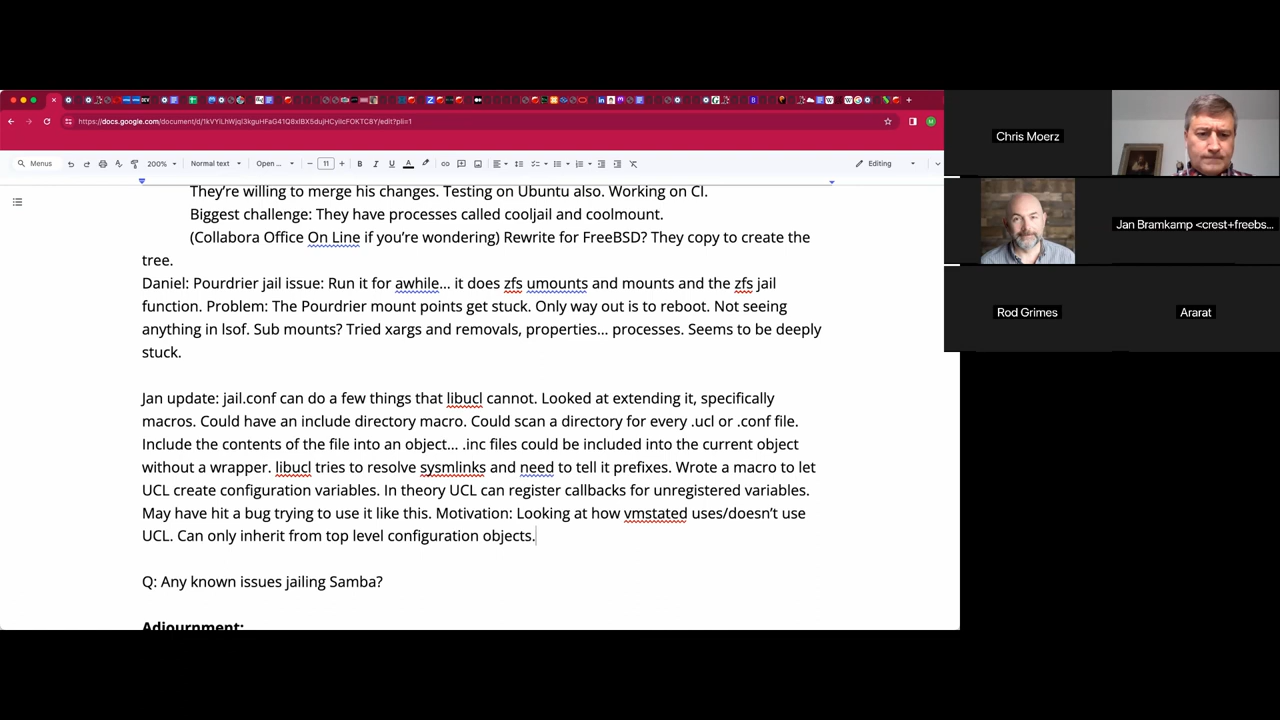 https://docs.google.com/document/d/
Menus
200%
Normal text
Open ...
11
B I U A
Editing
They’re willing to merge his changes. Testing on Ubuntu also. Working on CI.
Biggest challenge: They have processes called cooljail and coolmount.
(Collabora Office On Line if you’re wondering) Rewrite for FreeBSD? They copy to create the
tree.
Daniel: Pourdrier jail issue: Run it for awhile… it does zfs umounts and mounts and the zfs jail
function. Problem: The Pourdrier mount points get stuck. Only way out is to reboot. Not seeing
anything in lsof. Sub mounts? Tried xargs and removals, properties… processes. Seems to be deeply
stuck.
Jan update: jail.conf can do a few things that libucl cannot. Looked at extending it, specifically
macros. Could have an include directory macro. Could scan a directory for every .ucl or .conf file.
Include the contents of the file into an object… .inc files could be included into the current object
without a wrapper. libucl tries to resolve sysmlinks and need to tell it prefixes. Wrote a macro to let
UCL create configuration variables. In theory UCL can register callbacks for unregistered variables.
May have hit a bug trying to use it like this. Motivation: Looking at how vmstated uses/doesn’t use
UCL. Can only inherit from top level configuration objects.
Q: Any known issues jailing Samba?
Adjournment:
Chris Moerz
Jan Bramkamp <crest+freebs...
Rod Grimes
Ararat